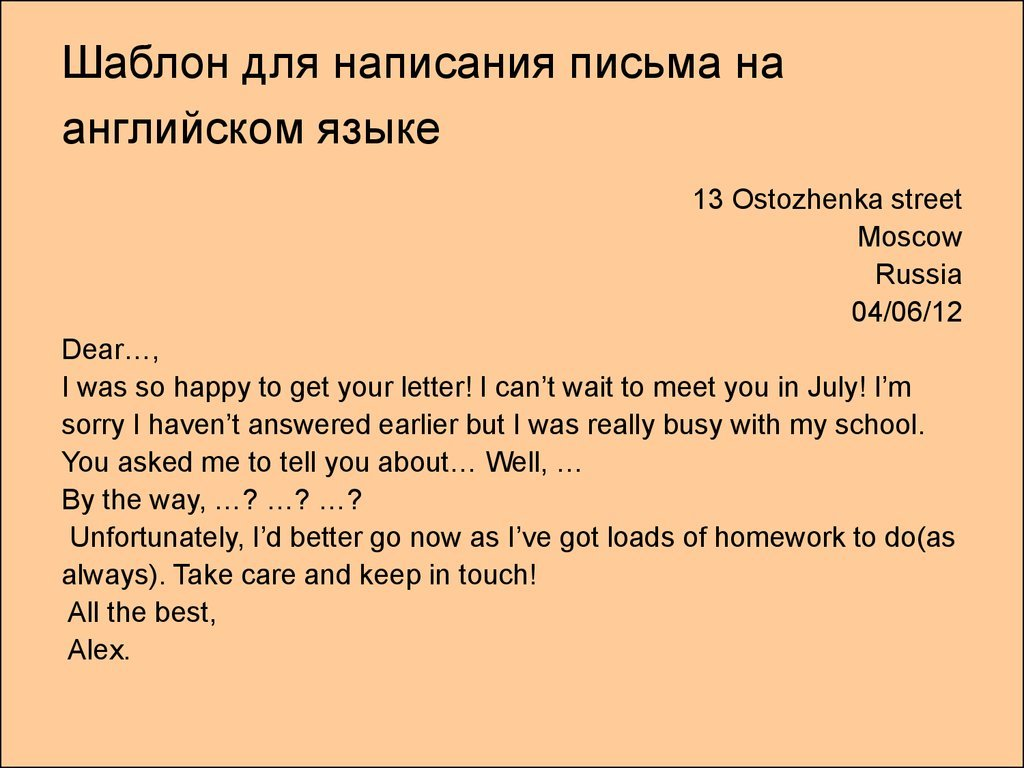 Шаблон для написания письма на
английском языке
13 Ostozhenka street
Moscow
Russia
04/06/12
Dear…,
I was so happy to get your letter! I can’t wait to meet you in July! I’m
sorry I haven’t answered earlier but I was really busy with my school.
You asked me to tell you about… Well, …
By the way, …? …? …?
Unfortunately, I’d better go now as I’ve got loads of homework to do(as
always). Take care and keep in touch!
All the best,
Alex.